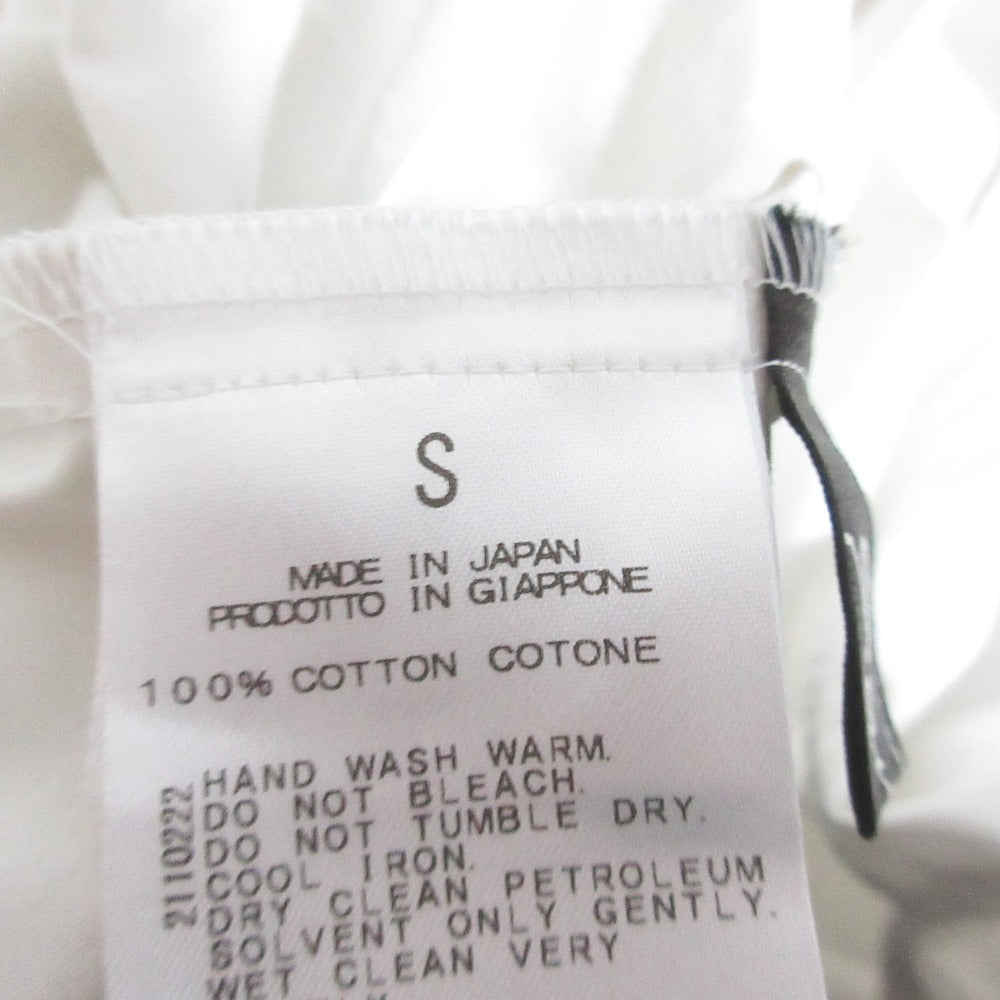 S
MADE IN JAPAN
PRODOTTO IN GIAPPONE
100% COTTON COTONE
HAND WASH WARM.
DO NOT BLEACH.
DO NOT TUMBLE DRY.
COOL IRON.
DRY CLEAN PETROLEUM
SOLVENT ONLY GENTLY.
WET CLEAN VERY
2110222